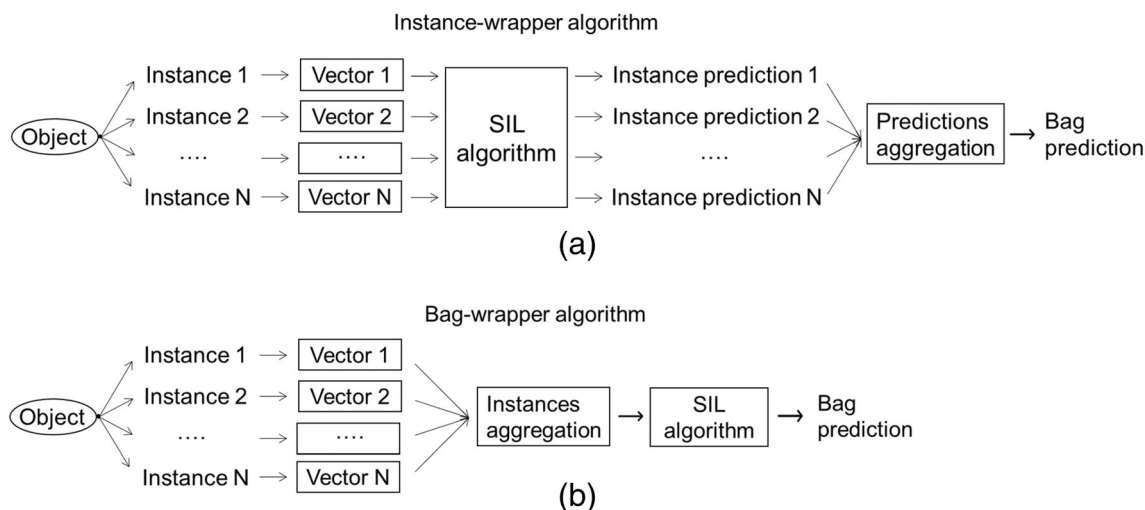 Instance-wrapper algorithm
Object
Instance 1
Vector 1
Instance 2
Vector 2
....
....
Instance N
Vector N
SIL
algorithm
Instance prediction 1
Instance prediction 2
....
Instance prediction N
Predictions
aggregation
Bag
prediction
(a)
Bag-wrapper algorithm
Object
Instance 1
Vector 1
Instance 2
Vector 2
....
....
Instance N
Vector N
Instances
aggregation
SIL
algorithm
Bag
prediction
(b)